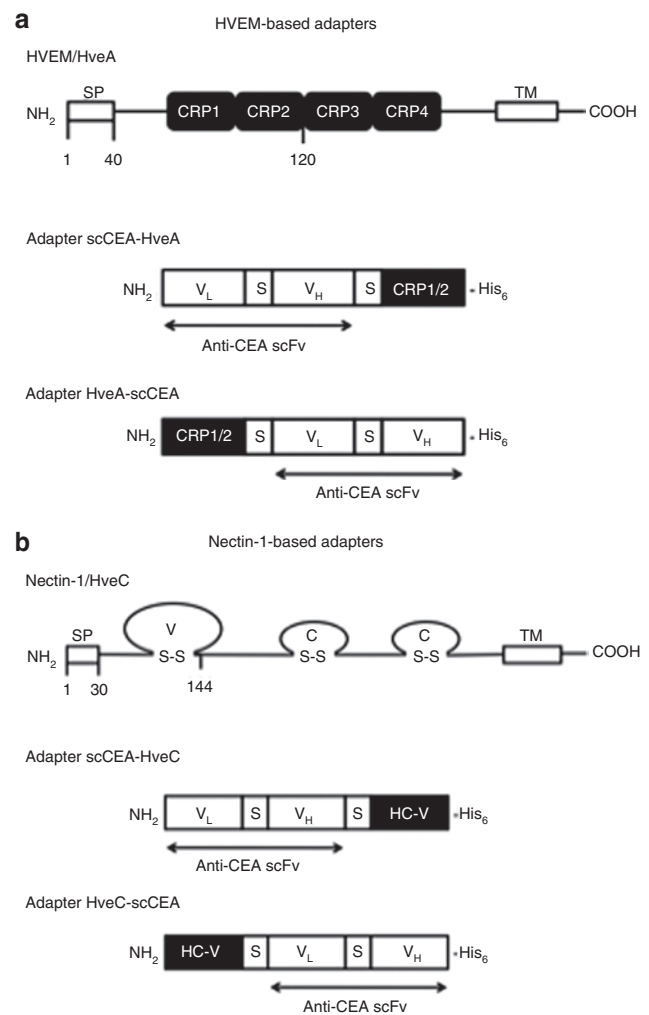 a
HVEM-based adapters
HVEM/HveA
SP
TM
NH2
CRP1 CRP2 CRP3 CRP4
COOH
1 40 120
Adapter scCEA-HveA
NH2 VL S VH S CRP1/2 His6
Anti-CEA scFv
Adapter HveA-scCEA
NH2 CRP1/2 S VL S VH His6
Anti-CEA scFv
b
Nectin-1-based adapters
Nectin-1/HveC
SP V C C TM
NH2 S-S S-S S-S COOH
1 30 144
Adapter scCEA-HveC
NH2 VL S VH S HC-V His6
Anti-CEA scFv
Adapter HveC-scCEA
NH2 HC-V S VL S VH His6
Anti-CEA scFv